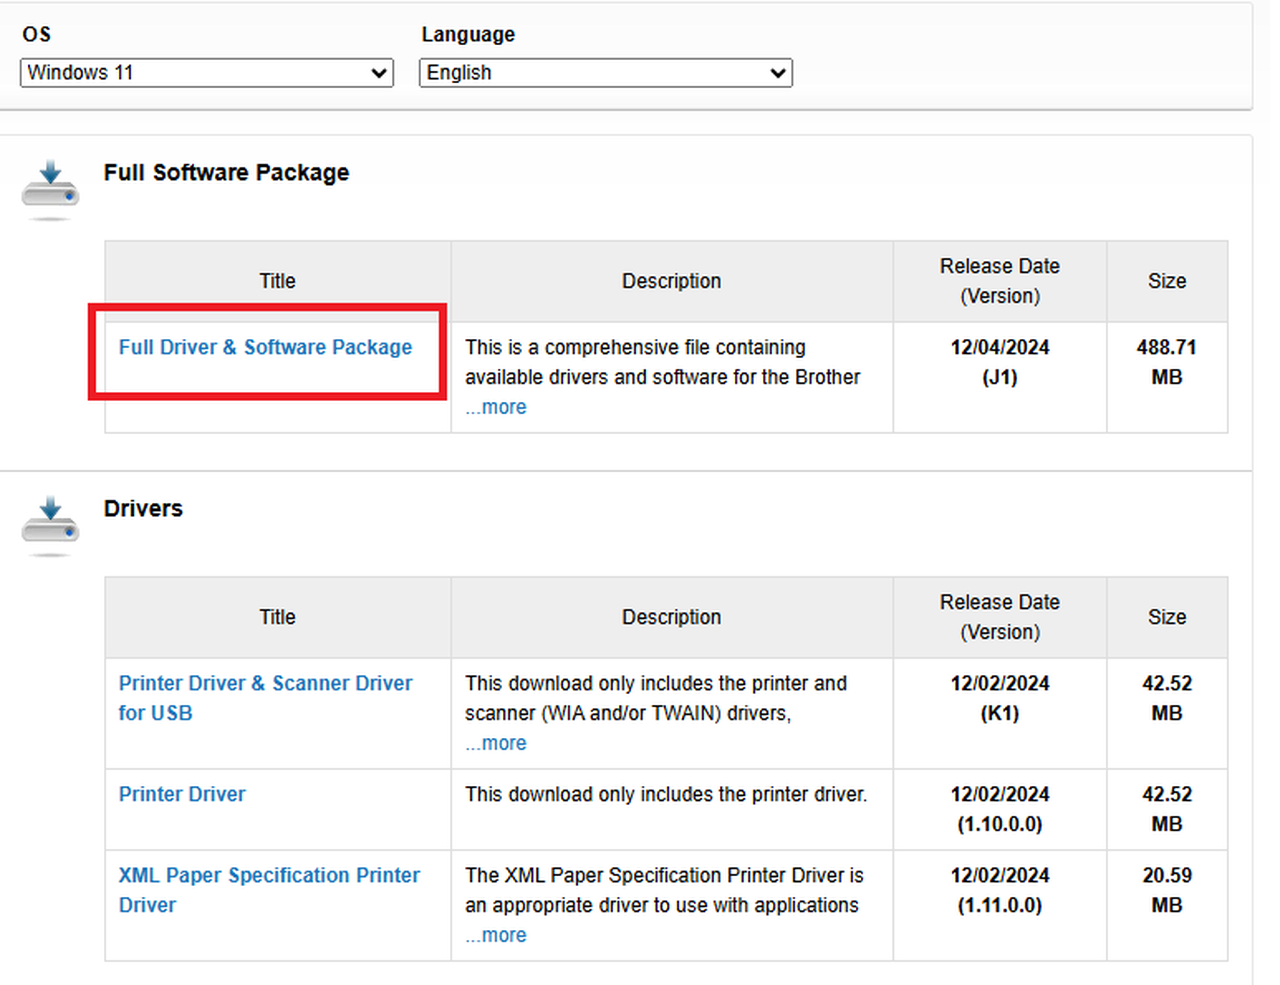 OS
Language
Windows 11
English
Full Software Package
Title
Description
Release Date
(Version)
Size
Full Driver & Software Package
This is a comprehensive file containing
available drivers and software for the Brother
...more
12/04/2024
(J1)
488.71
MB
Drivers
Title
Description
Release Date
(Version)
Size
Printer Driver & Scanner Driver
for USB
This download only includes the printer and
scanner (WIA and/or TWAIN) drivers,
...more
12/02/2024
(K1)
42.52
MB
Printer Driver
This download only includes the printer driver.
12/02/2024
(1.10.0.0)
42.52
MB
XML Paper Specification Printer
Driver
The XML Paper Specification Printer Driver is
an appropriate driver to use with applications
...more
12/02/2024
(1.11.0.0)
20.59
MB